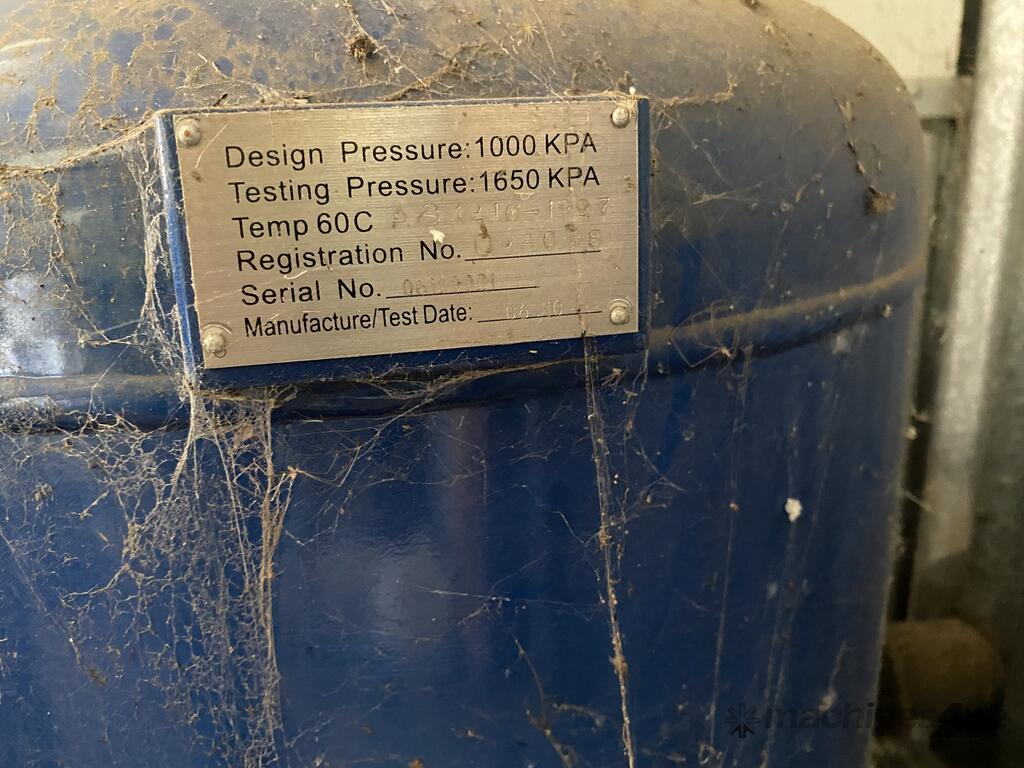 Design Pressure: 1000 KPA
Testing Pressure: 1650 KPA
Temp 60C
Registration No.
Serial No.
Manufacture/Test Date: